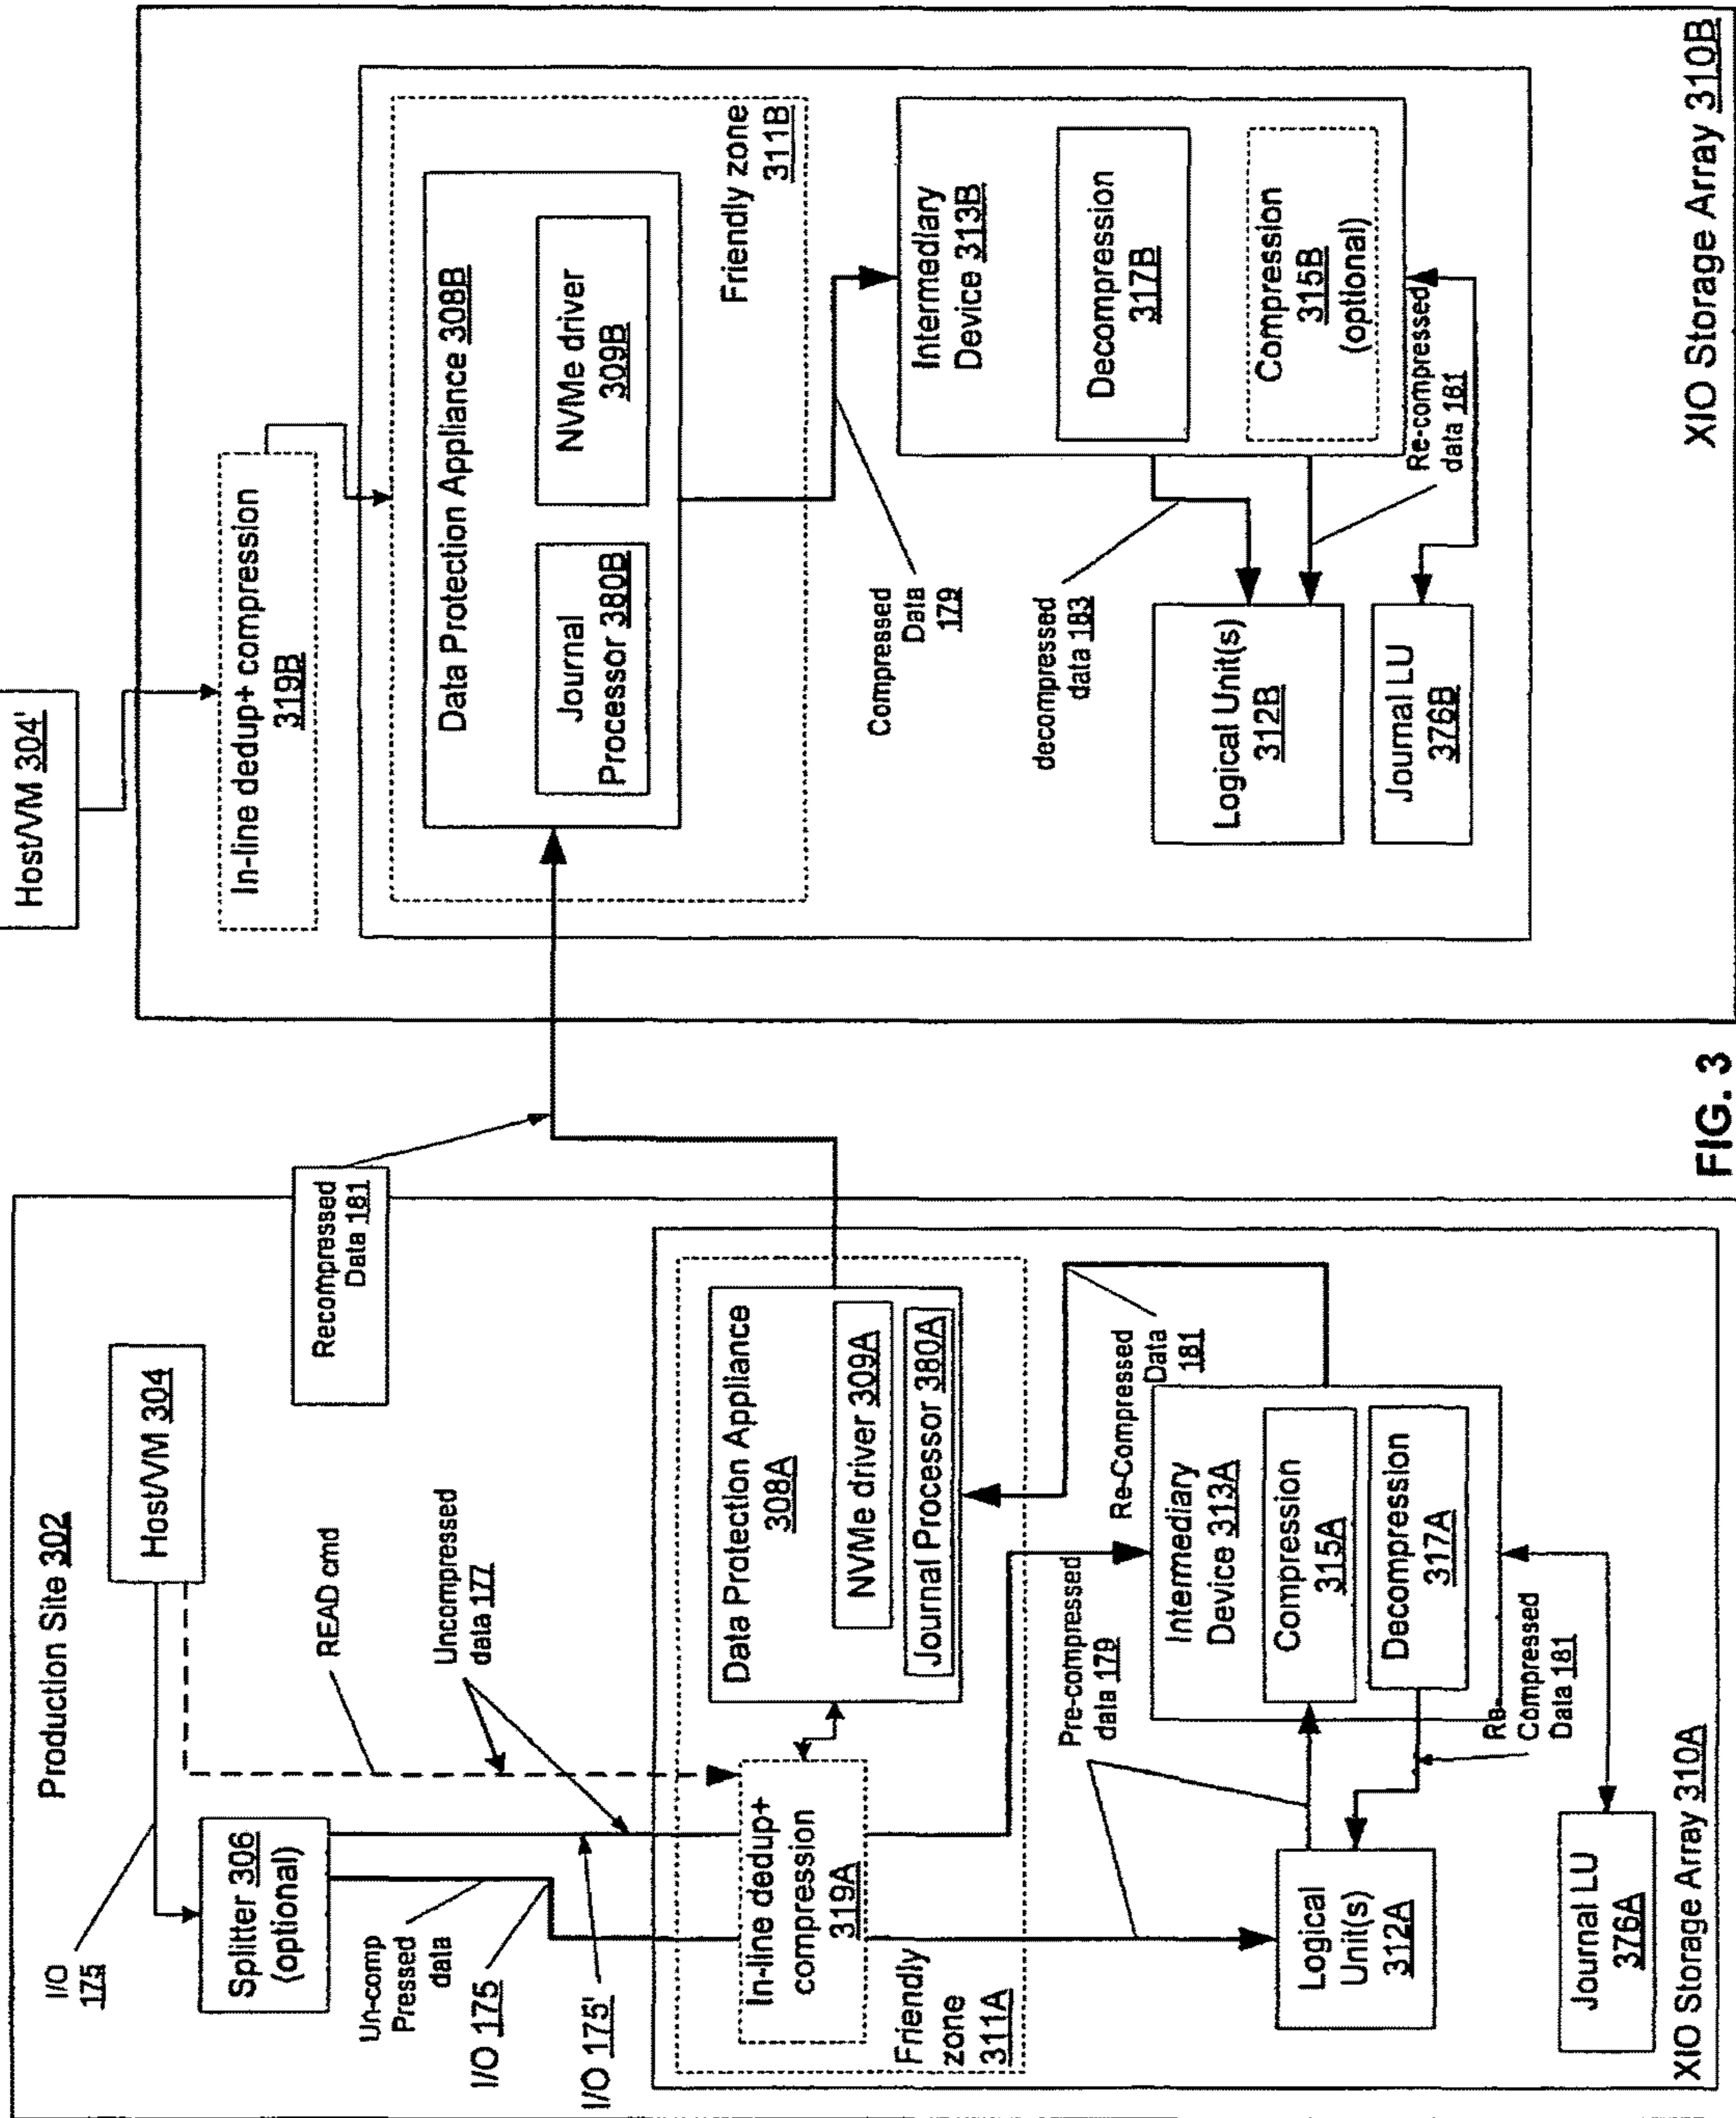 Production Site 302
Host/VM 304
I/O
175
Splitter 306
(optional)
READ cmd
Uncompressed
data 177
Recompressed
Data 181
Un-comp
Pressed
data
I/O 175
I/O 175'
In-line dedup+
compression
319A
Friendly
zone
311A
Data Protection Appliance
308A
NVMe driver 309A
Journal Processor 380A
Pre-compressed
data 179
Re-Compressed
Data
181
Intermediary
Device 313A
Compression
315A
Decompression
317A
Logical
Unit(s)
312A
Re-
Compressed
Data 181
Journal LU
376A
XIO Storage Array 310A
Host/VM 304'
In-line dedup+ compression
319B
Data Protection Appliance 308B
Journal
Processor 380B
NVMe driver
309B
Friendly zone
311B
Compressed
Data
179
Intermediary
Device 313B
Decompression
317B
Compression
315B
(optional)
decompressed
data 183
Re-compressed
data 181
Logical Unit(s)
312B
Journal LU
376B
XIO Storage Array 310B
FIG. 3